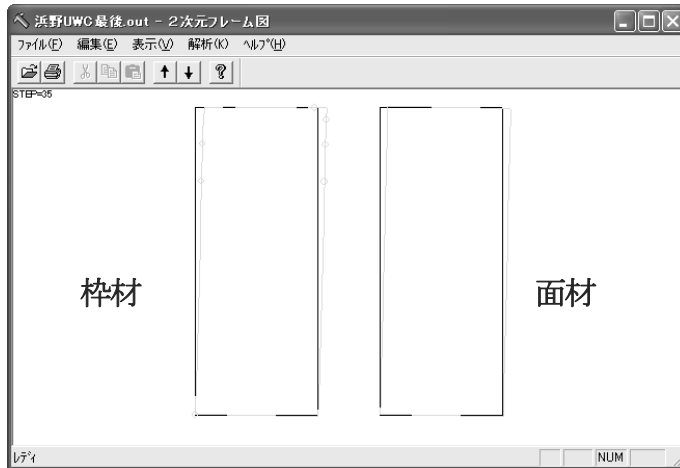 浜野UWC最後.out - 2次元フレーム図
ファイル(F) 編集(E) 表示(V) 解析(K) ヘルプ(H)
STEP=35
枠材
面材
レディ
NUM